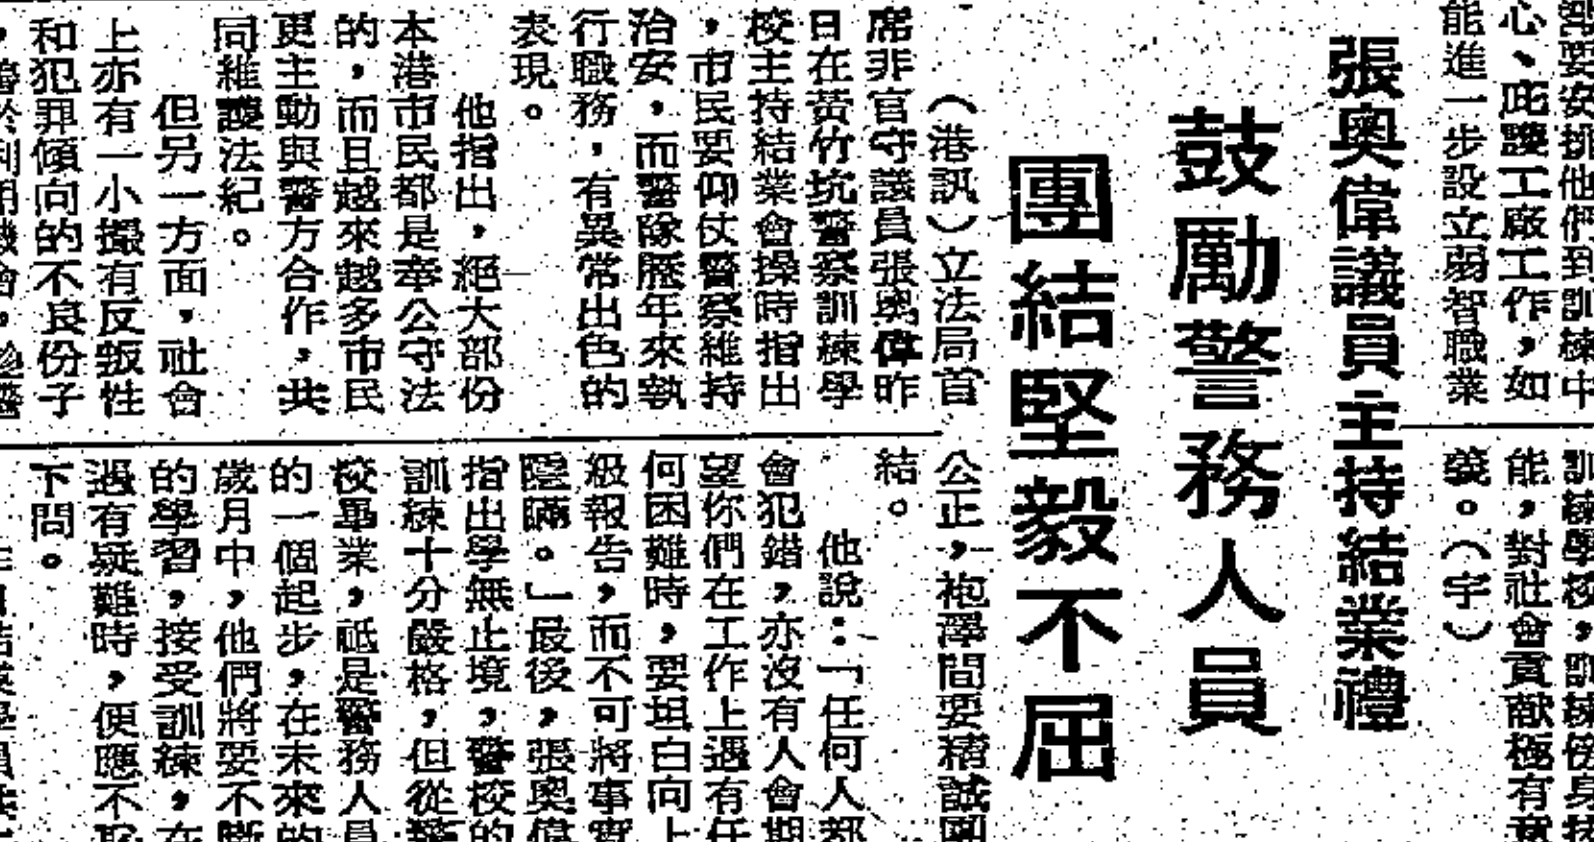 心、庇護工廠工作，如
能進一步設立弱智職業
能，對社會貢献極有意
義。（宇）
張奧偉議員主持結業禮
鼓勵警務人員
團結堅毅不屈
（港訊）立法局首
席非官守議員張奧偉昨
日在黃竹坑警察訓練學
校主持結業會操時指出
，市民要仰仗警察維持
治安，而警隊歷年來執
行職務，有異常出色的
表現。
他指出，絕大部份
本港市民都是奉公守法
的，而且越來越多市民
更主動與警方合作，共
同維護法紀。
但另一方面，社會
上亦有一小撮有反叛性
和犯罪傾向的不良份子
公正，袍澤間要精誠團
結。
他說：「任何人都
會犯錯，亦沒有人會期
望你們在工作上遇有任
何困難時，要坦白向上
級報告，而不可將事實
隱瞞。」最後，張奧偉
指出學無止境，警校的
訓練十分嚴格，但從警
校畢業，祗是警務人員
的一個起步，在未來的
歲月中，他們將要不斷
的學習，接受訓練，在
遇有疑難時，便應不恥
下問。